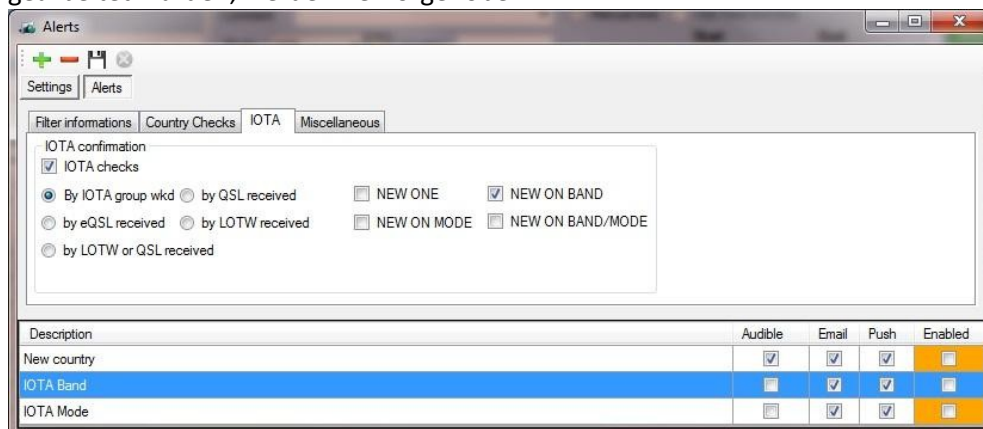 Alerts
Settings Alerts
Filter informations Country Checks IOTA Miscellaneous
IOTA confirmation
IOTA checks
By IOTA group wkd by QSL received NEW ONE NEW ON BAND
by eQSL received by LOTW received NEW ON MODE NEW ON BAND/MODE
by LOTW or QSL received
Description Audible Email Push Enabled
New country
IOTA Band
IOTA Mode